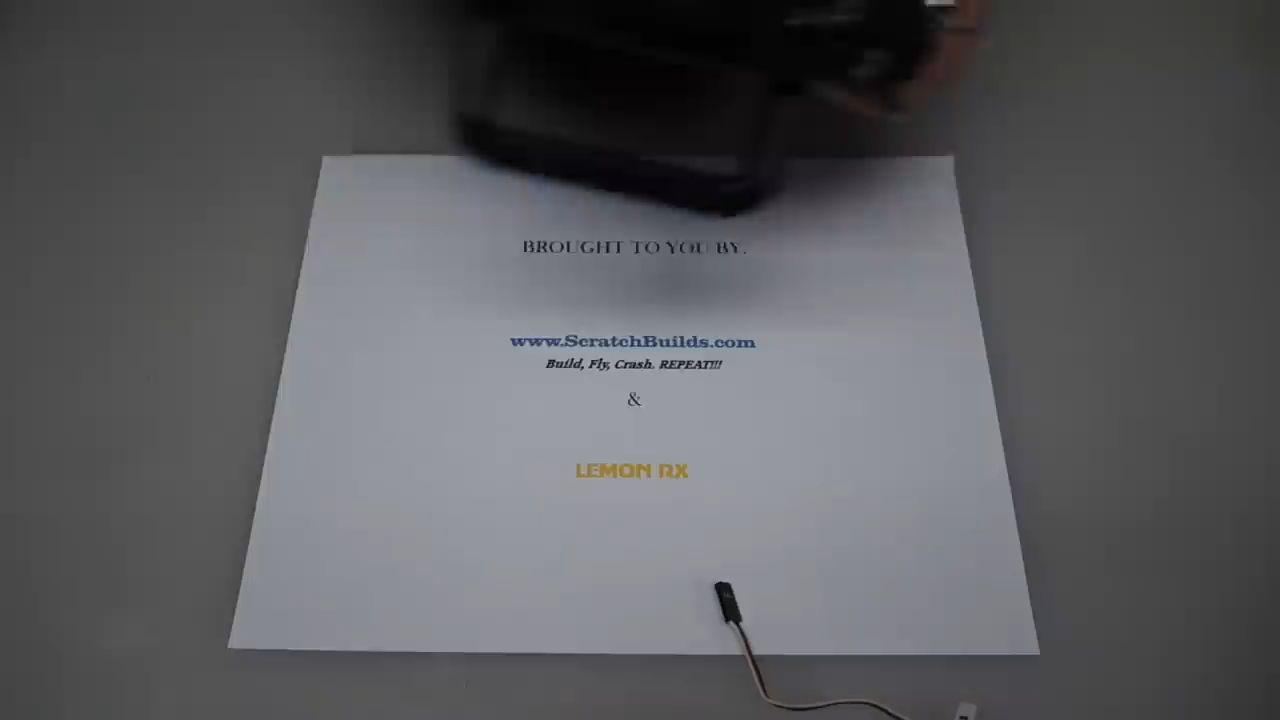 BROUGHT TO YOU BY.
www.ScratchBuilds.com
Build, Fly, Crash. REPEAT!!!
&
LEMON RX